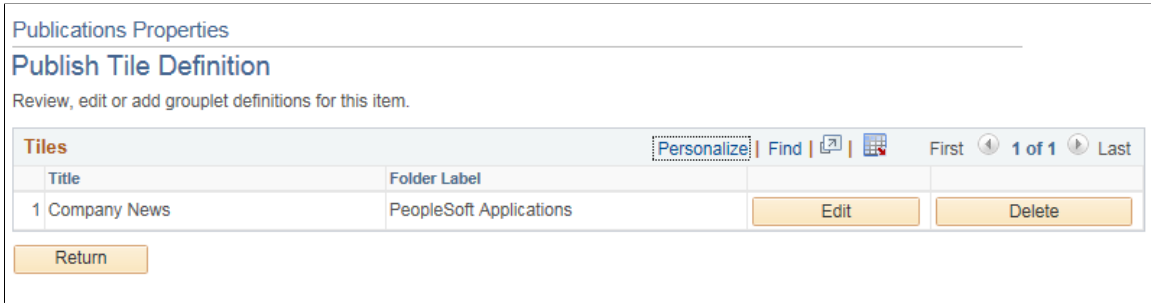 Publications Properties
Publish Tile Definition
Review, edit or add grouplet definitions for this item.
Tiles Personalize | Find | | First 1 of 1 Last
Title Folder Label
1 Company News PeopleSoft Applications Edit Delete
Return